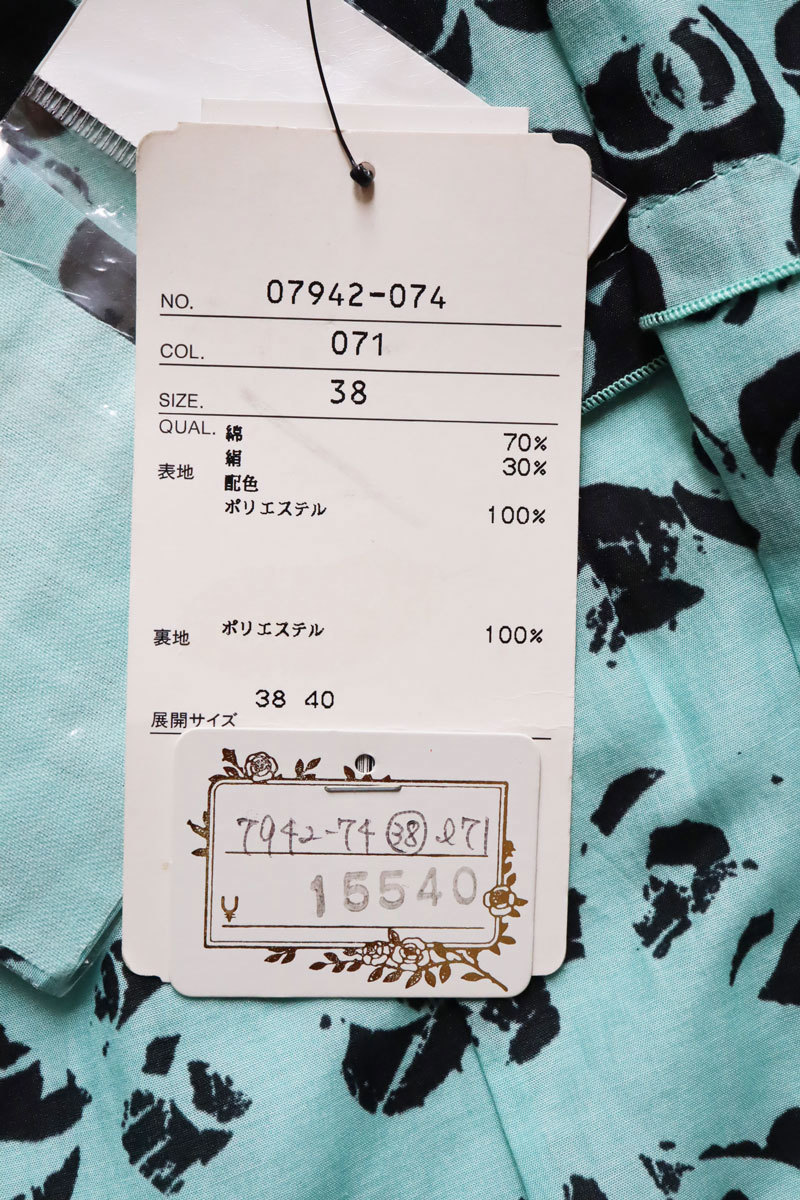 NO. 07942-074
COL. 071
SIZE. 38
QUAL. 綿 70%
表地 絹 30%
配色
ポリエステル 100%
裏地 ポリエステル 100%
38 40
展開サイズ
7942-74 38 071
¥ 15540